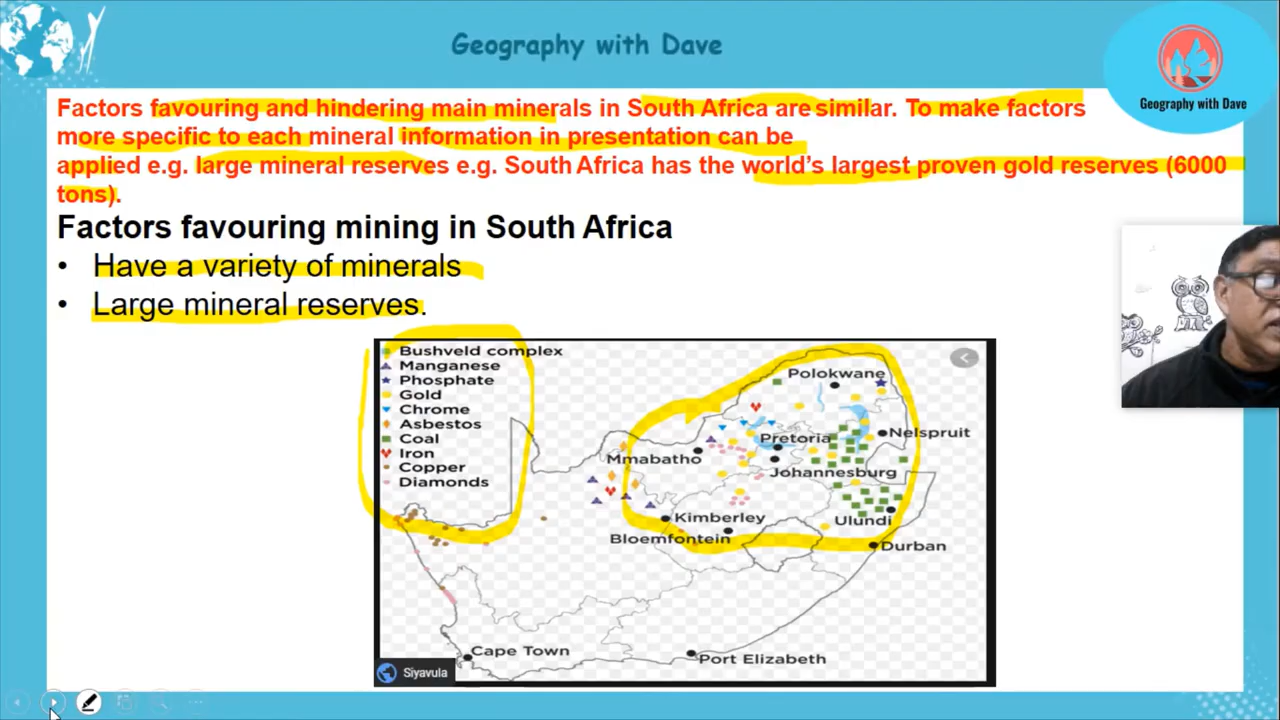 Geography with Dave
Geography with Dave
Factors favouring and hindering main minerals in South Africa are similar. To make factors
more specific to each mineral information in presentation can be
applied e.g. large mineral reserves e.g. South Africa has the world's largest proven gold reserves (6000
tons).
Factors favouring mining in South Africa
• Have a variety of minerals
• Large mineral reserves.
Bushveld complex
Manganese
Phosphate
Gold
Chrome
Asbestos
Coal
Iron
Copper
Diamonds
Polokwane
Nelspruit
Pretoria
Mmabatho
Johannesburg
Kimberley
Ulundi
Bloemfontein
Durban
Cape Town
Port Elizabeth
Siyavula